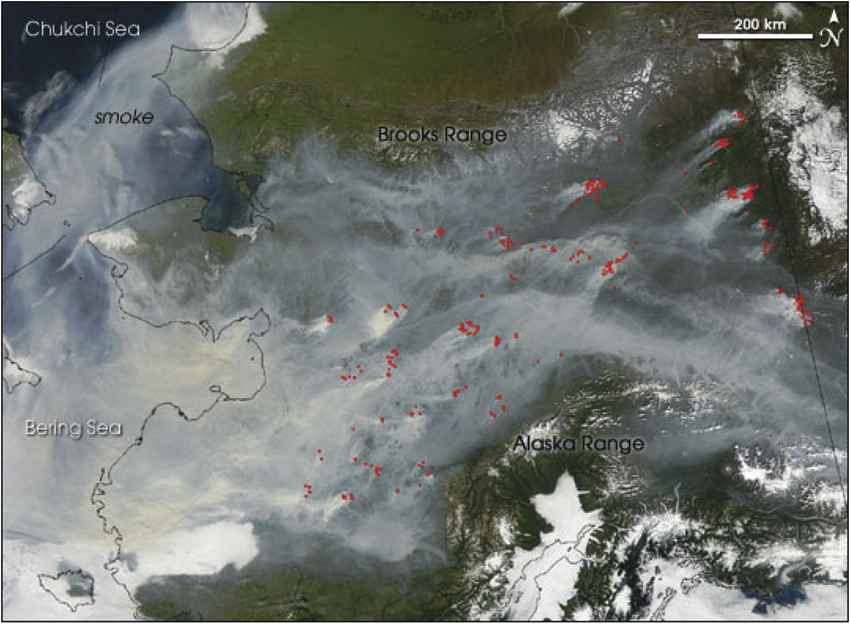 Chukchi Sea
200 km
N
smoke
Brooks Range
Bering Sea
Alaska Range